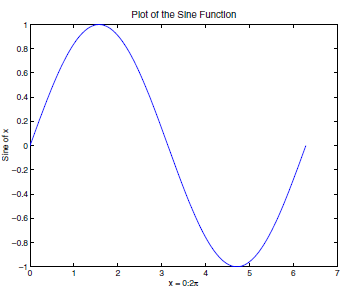 Plot of the Sine Function
Sine of x
1
0.8
0.6
0.4
0.2
0
−0.2
−0.4
−0.6
−0.8
−1
0 1 2 3 4 5 6 7
x = 0:2π